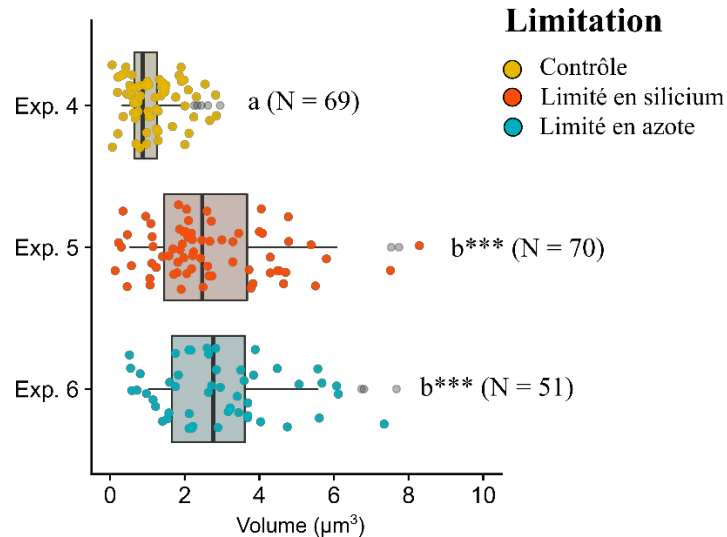 Limitation
Contrôle
Limité en silicium
Limité en azote
Exp. 4
a (N = 69)
Exp. 5
b*** (N = 70)
Exp. 6
b*** (N = 51)
0 2 4 6 8 10
Volume (µm³)